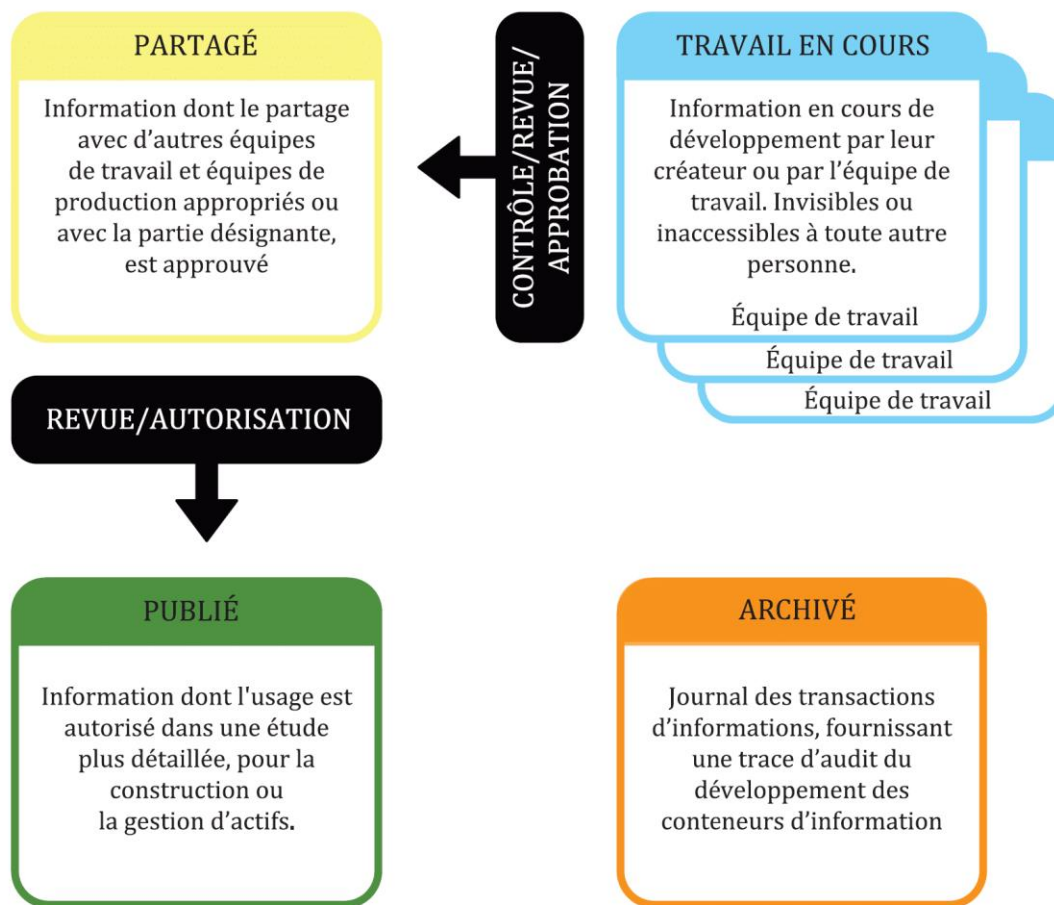 PARTAGÉ
Information dont le partage
avec d’autres équipes
de travail et équipes de
production appropriés ou
avec la partie désignante,
est approuvé
CONTRÔLE/REVUE/
APPROBATION
TRAVAIL EN COURS
Information en cours de
développement par leur
créateur ou par l’équipe de
travail. Invisibles ou
inaccessibles à toute autre
personne.
Équipe de travail
Équipe de travail
Équipe de travail
REVUE/AUTORISATION
PUBLIÉ
Information dont l'usage est
autorisé dans une étude
plus détaillée, pour la
construction ou
la gestion d’actifs.
ARCHIVÉ
Journal des transactions
d’informations, fournissant
une trace d’audit du
développement des
conteneurs d’information